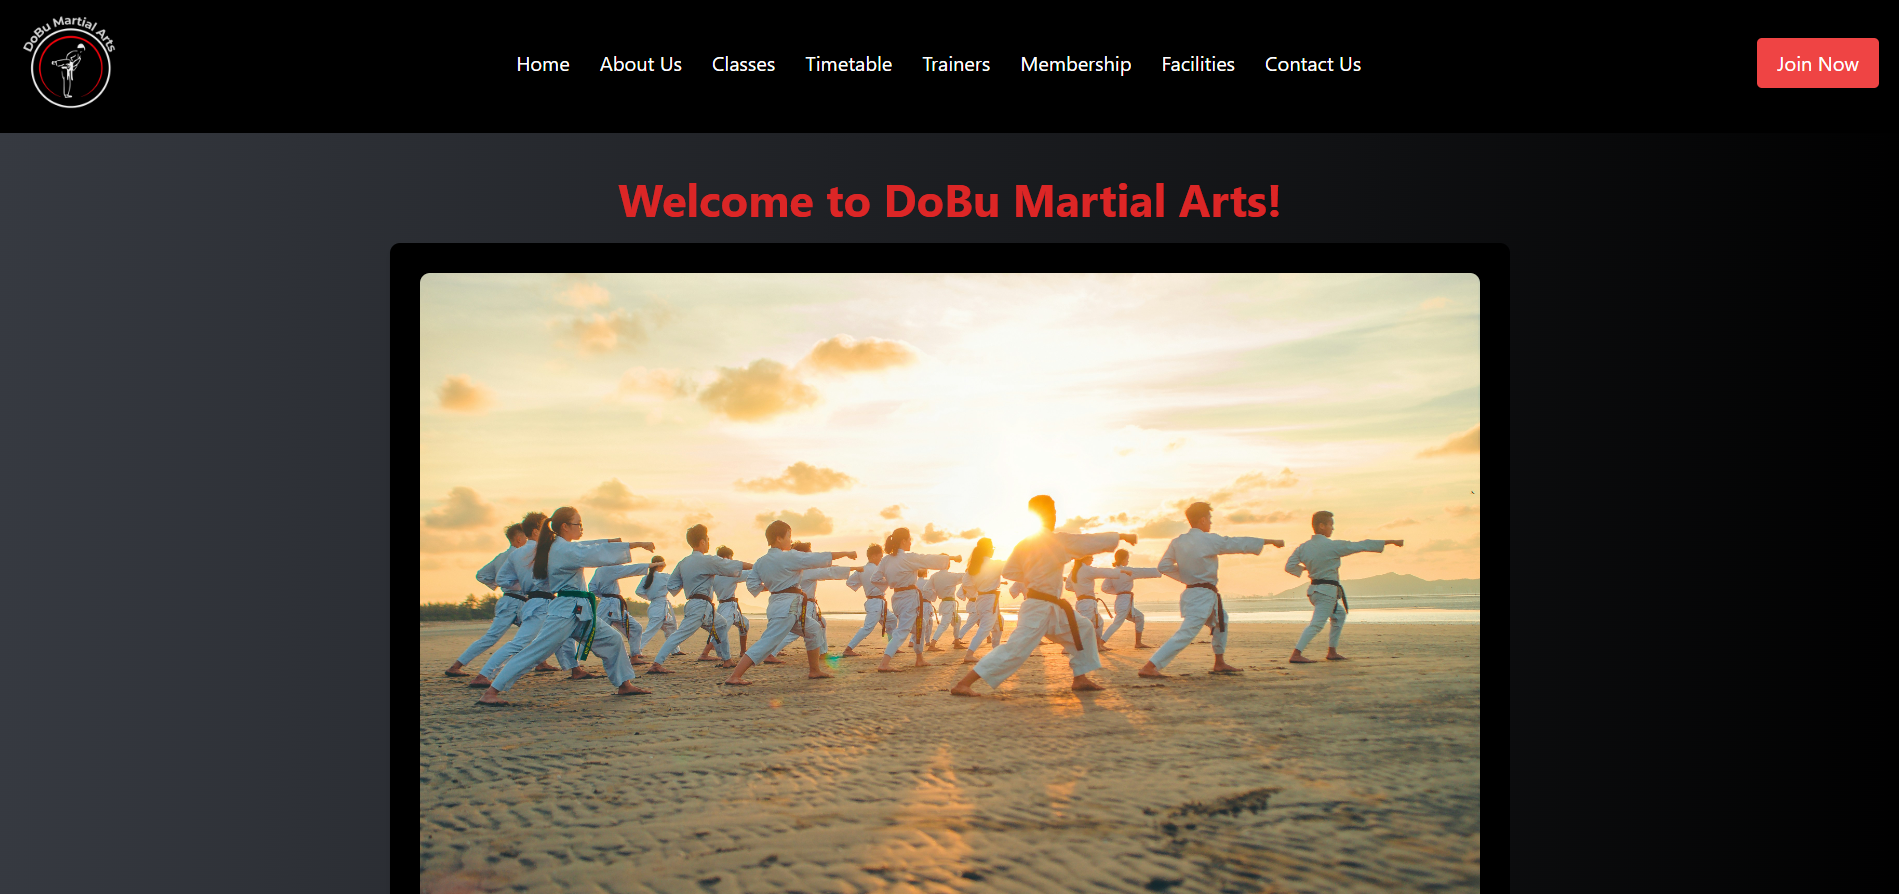 DoBu Martial Arts
Home About Us Classes Timetable Trainers Membership Facilities Contact Us
Join Now
Welcome to DoBu Martial Arts!